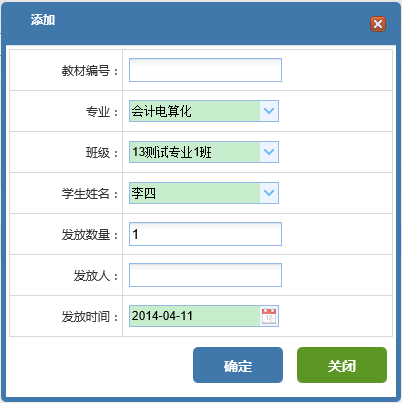 添加
教材编号：
专业： 会计电算化
班级： 13测试专业1班
学生姓名： 李四
发放数量： 1
发放人：
发放时间： 2014-04-11
确定 关闭